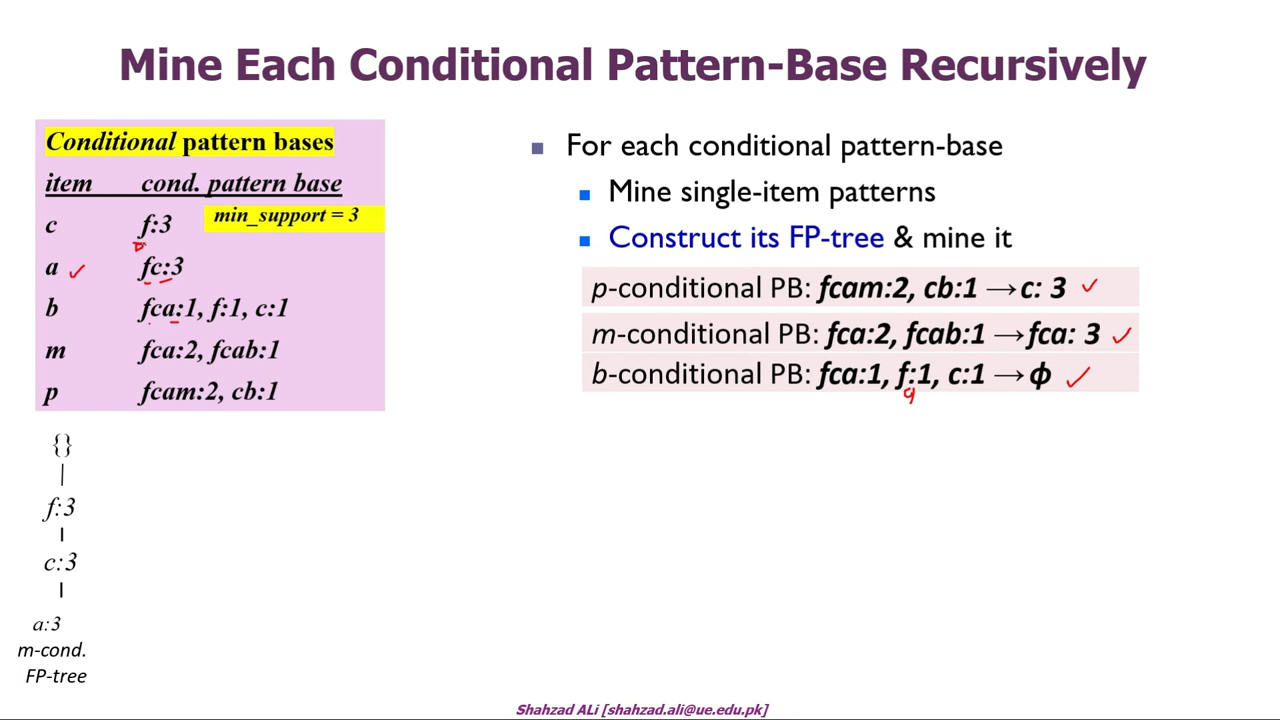 Mine Each Conditional Pattern-Base Recursively
Conditional pattern bases
item cond. pattern base
min_support = 3
c f:3
a fc:3
b fca:1, f:1, c:1
m fca:2, fcab:1
p fcam:2, cb:1
{}
f:3
c:3
a:3
m-cond.
FP-tree
■ For each conditional pattern-base
■ Mine single-item patterns
■ Construct its FP-tree & mine it
p-conditional PB: fcam:2, cb:1 → c: 3
m-conditional PB: fca:2, fcab:1 → fca: 3
b-conditional PB: fca:1, f:1, c:1 → ϕ
Shahzad ALi [shahzad.ali@ue.edu.pk]